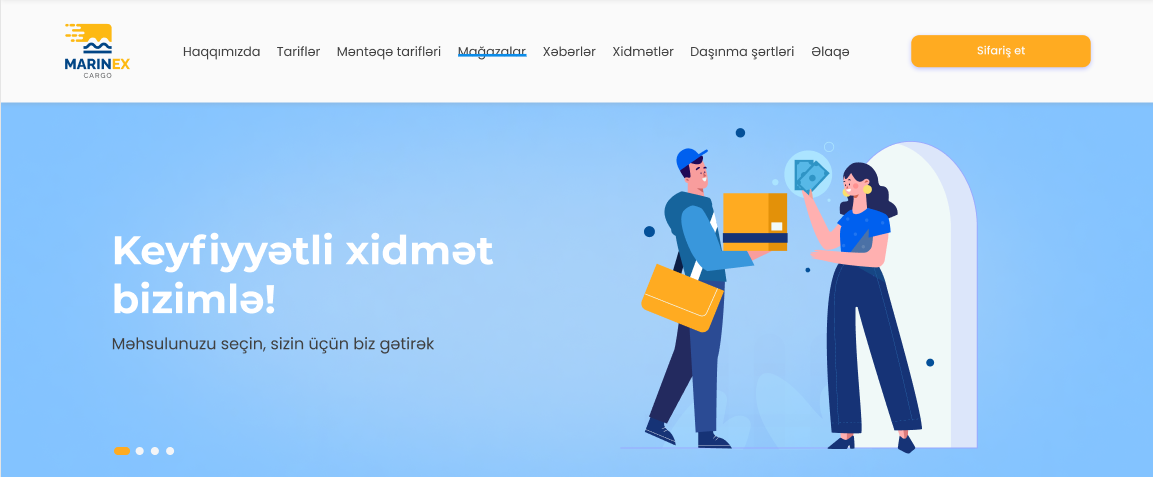 MARINEX
CARGO
Haqqımızda Tariflər Məntəqə tarifləri Mağazalar Xəbərlər Xidmətlər Daşınma şərtləri Əlaqə
Sifariş et
Keyfiyyətli xidmət
bizimlə!
Məhsulunuzu seçin, sizin üçün biz gətirək